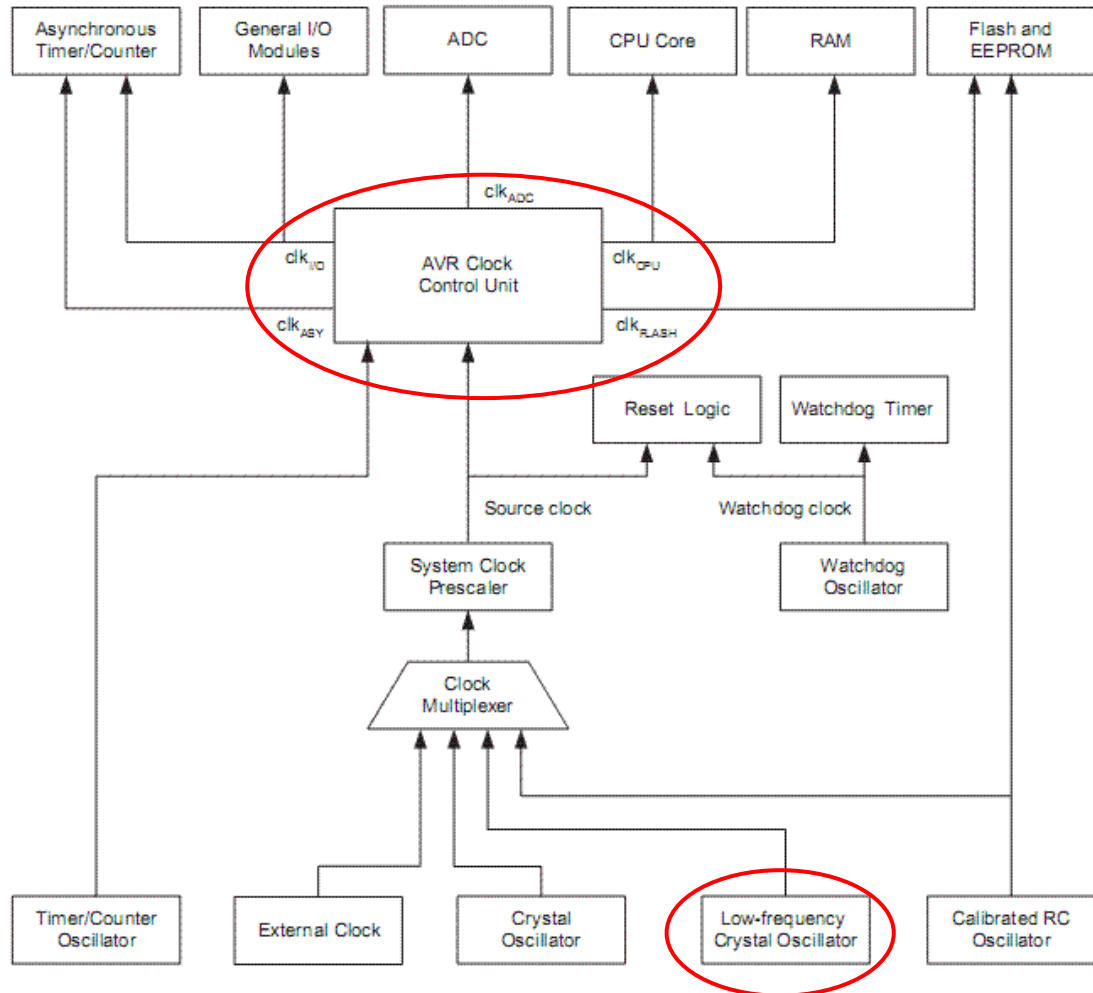 Asynchronous
Timer/Counter
General I/O
Modules
ADC
CPU Core
RAM
Flash and
EEPROM
clkADC
clkI/O
AVR Clock
Control Unit
clkCPU
clkASY
clkFLASH
Reset Logic
Watchdog Timer
Source clock
Watchdog clock
System Clock
Prescaler
Watchdog
Oscillator
Clock
Multiplexer
Timer/Counter
Oscillator
External Clock
Crystal
Oscillator
Low-frequency
Crystal Oscillator
Calibrated RC
Oscillator